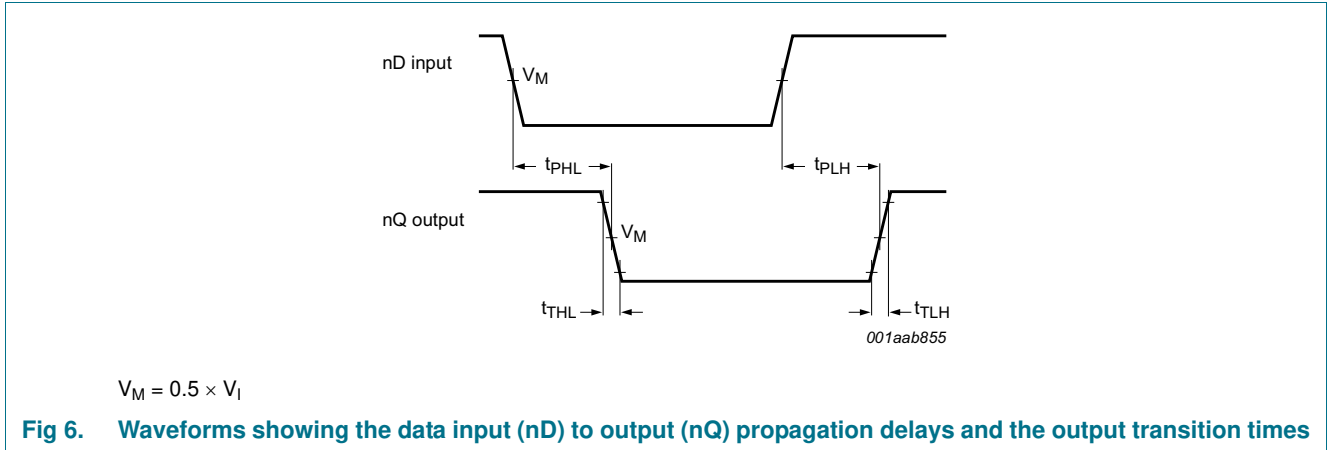 nD input
VM
tPHL
tPLH
nQ output
VM
tTHL
tTLH
001aab855
VM = 0.5 × VI
Fig 6. Waveforms showing the data input (nD) to output (nQ) propagation delays and the output transition times